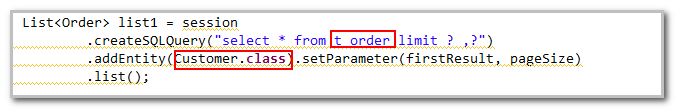 List<Order> list1 = session
.createSQLQuery("select * from t_order limit ? ,?")
.addEntity(Customer.class).setParameter(firstResult, pageSize)
.list();